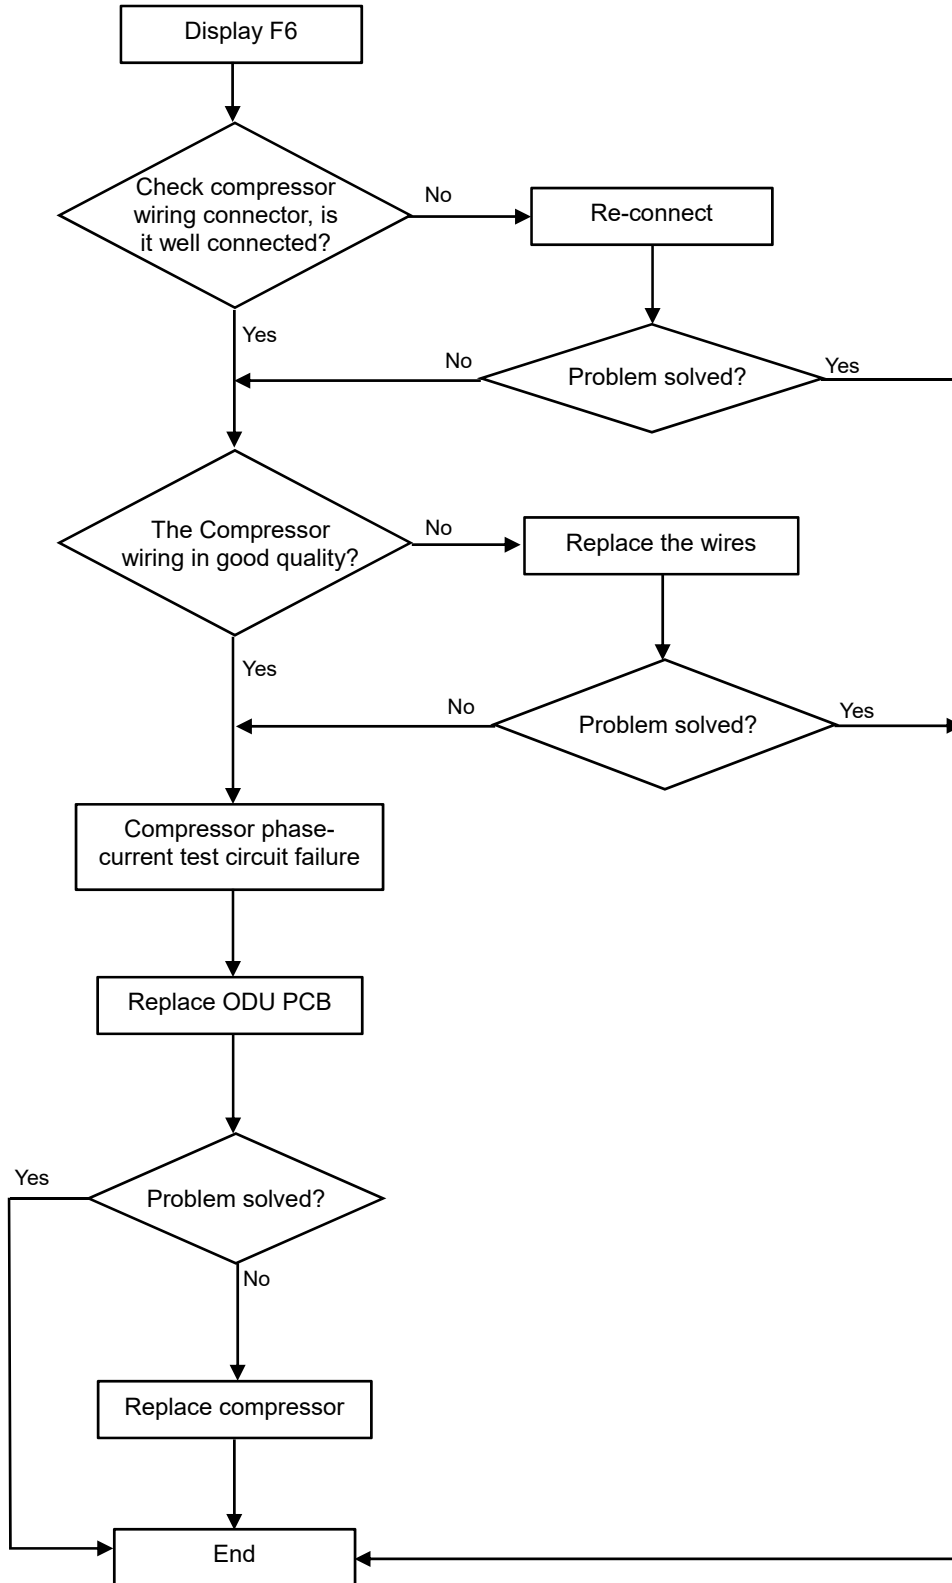 Display F6
Check compressor
wiring connector, is
it well connected?
No
Re-connect
Yes
No
Problem solved?
Yes
The Compressor
wiring in good quality?
No
Replace the wires
Yes
No
Problem solved?
Yes
Compressor phase-
current test circuit failure
Replace ODU PCB
Yes
Problem solved?
No
Replace compressor
End